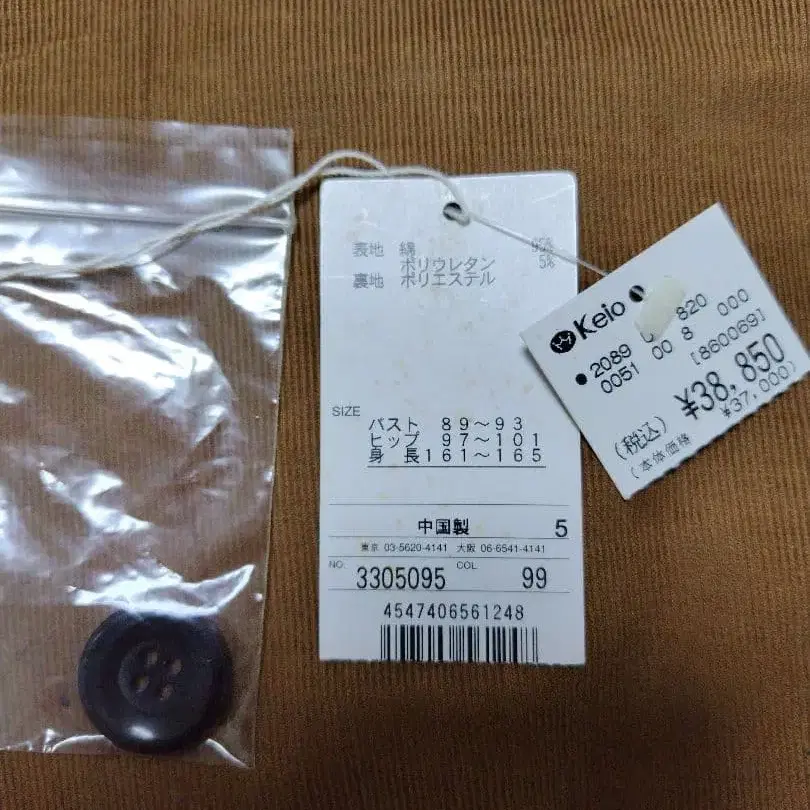 表地 綿 95%
ポリウレタン 5%
裏地 ポリエステル
SIZE
バスト 89~93
ヒップ 97~101
身長 161~165
中国製 5
東京 03-5620-4141 大阪 06-6541-4141
NO. 3305095 COL. 99
4547406561248
Keio
2089 820
0051 00 8 000
[860069]
(税込) ¥38,850
(本体価格 ¥37,000)